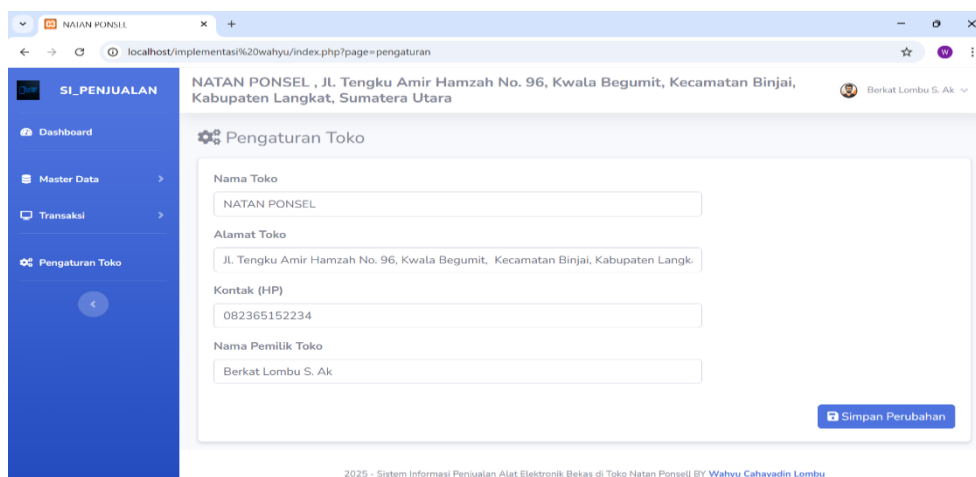 NATAN PONSEL
localhost/implementasi%20wahyu/index.php?page=pengaturan
W
SI_PENJUALAN
NATAN PONSEL , Jl. Tengku Amir Hamzah No. 96, Kwala Begumit, Kecamatan Binjai,
Kabupaten Langkat, Sumatera Utara
Berkat Lombu S. Ak
Dashboard
Pengaturan Toko
Master Data
Transaksi
Pengaturan Toko
Nama Toko
NATAN PONSEL
Alamat Toko
Jl. Tengku Amir Hamzah No. 96, Kwala Begumit, Kecamatan Binjai, Kabupaten Langk
Kontak (HP)
082365152234
Nama Pemilik Toko
Berkat Lombu S. Ak
Simpan Perubahan
2025 - Sistem Informasi Penjualan Alat Elektronik Bekas di Toko Natan Ponsell BY Wahyu Cahayadin Lombu